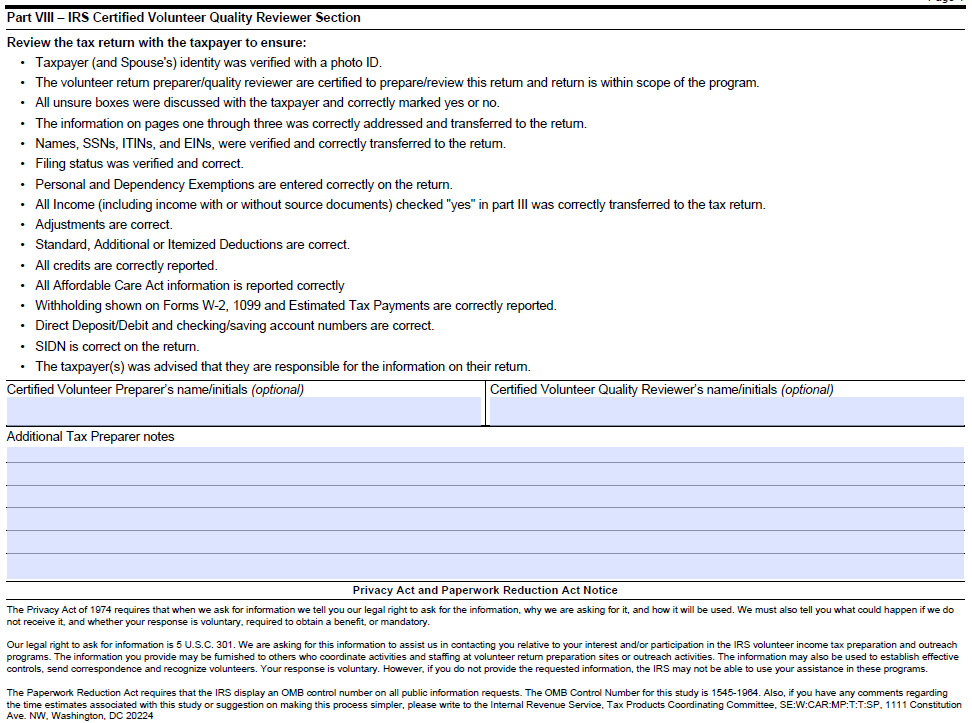 Part VIII – IRS Certified Volunteer Quality Reviewer Section
Review the tax return with the taxpayer to ensure:
• Taxpayer (and Spouse's) identity was verified with a photo ID.
• The volunteer return preparer/quality reviewer are certified to prepare/review this return and return is within scope of the program.
• All unsure boxes were discussed with the taxpayer and correctly marked yes or no.
• The information on pages one through three was correctly addressed and transferred to the return.
• Names, SSNs, ITINs, and EINs, were verified and correctly transferred to the return.
• Filing status was verified and correct.
• Personal and Dependency Exemptions are entered correctly on the return.
• All Income (including income with or without source documents) checked "yes" in part III was correctly transferred to the tax return.
• Adjustments are correct.
• Standard, Additional or Itemized Deductions are correct.
• All credits are correctly reported.
• All Affordable Care Act information is reported correctly
• Withholding shown on Forms W-2, 1099 and Estimated Tax Payments are correctly reported.
• Direct Deposit/Debit and checking/saving account numbers are correct.
• SIDN is correct on the return.
• The taxpayer(s) was advised that they are responsible for the information on their return.
Certified Volunteer Preparer's name/initials (optional)
Certified Volunteer Quality Reviewer's name/initials (optional)
Additional Tax Preparer notes
Privacy Act and Paperwork Reduction Act Notice
The Privacy Act of 1974 requires that when we ask for information we tell you our legal right to ask for the information, why we are asking for it, and how it will be used. We must also tell you what could happen if we do
not receive it, and whether your response is voluntary, required to obtain a benefit, or mandatory.
Our legal right to ask for information is 5 U.S.C. 301. We are asking for this information to assist us in contacting you relative to your interest and/or participation in the IRS volunteer income tax preparation and outreach
programs. The information you provide may be furnished to others who coordinate activities and staffing at volunteer return preparation sites or outreach activities. The information may also be used to establish effective
controls, send correspondence and recognize volunteers. Your response is voluntary. However, if you do not provide the requested information, the IRS may not be able to use your assistance in these programs.
The Paperwork Reduction Act requires that the IRS display an OMB control number on all public information requests. The OMB Control Number for this study is 1545-1964. Also, if you have any comments regarding
the time estimates associated with this study or suggestion on making this process simpler, please write to the Internal Revenue Service, Tax Products Coordinating Committee, SE:W:CAR:MP:T:T:SP, 1111 Constitution
Ave. NW, Washington, DC 20224